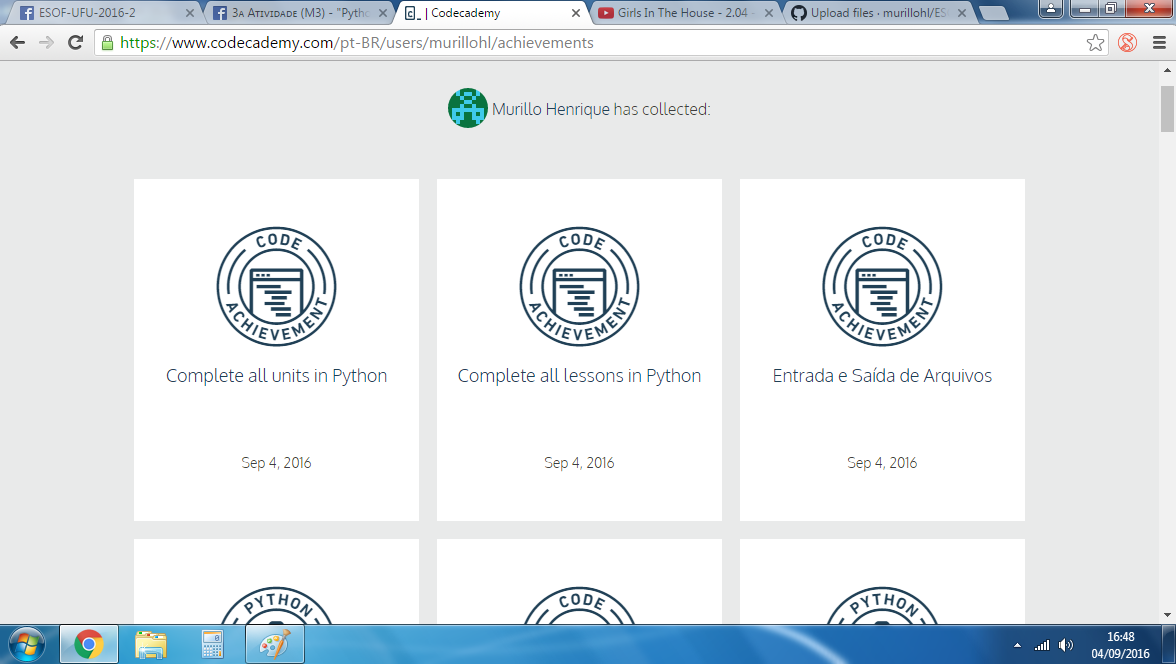 ESOF-UFU-2016-2
3ª Atividade (M3) - "Pytho
c_ | Codecademy
Girls In The House - 2.04 -
Upload files · murillohl/ES
https://www.codecademy.com/pt-BR/users/murillohl/achievements
Murillo Henrique has collected:
CODE ACHIEVEMENT
CODE ACHIEVEMENT
CODE ACHIEVEMENT
Complete all units in Python
Complete all lessons in Python
Entrada e Saída de Arquivos
Sep 4, 2016
Sep 4, 2016
Sep 4, 2016
PYTHON
CODE
PYTHON
16:48
04/09/2016